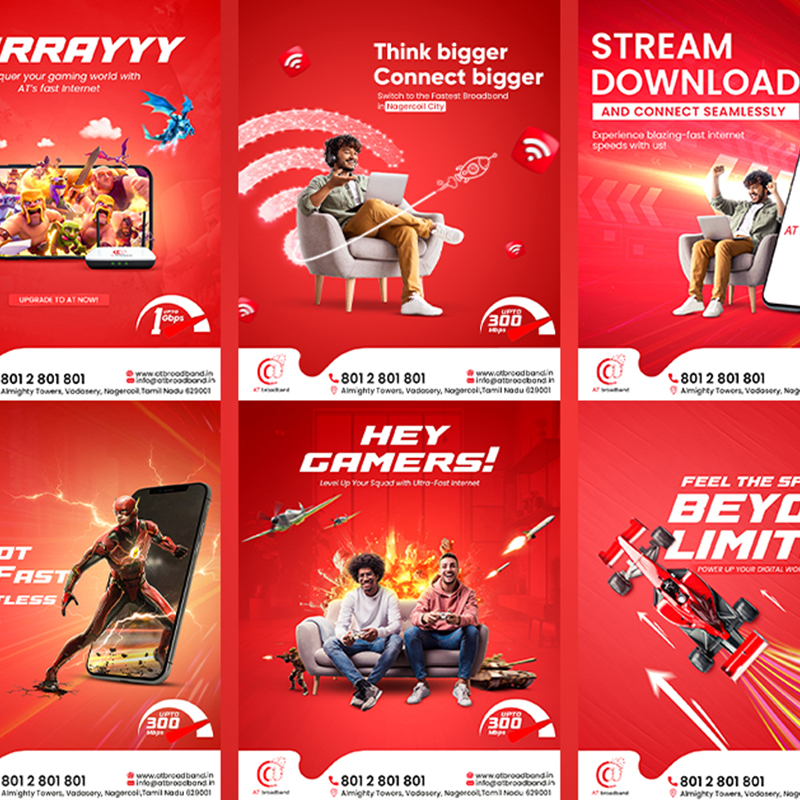 RRAYYY
quer your gaming world with
AT's fast Internet
UPGRADE TO AT NOW!
UPTO
1 Gbps
801 2 801 801
www.atbroadband.in
info@atbroadband.in
Almighty Towers, Vadasery, Nagercoil,Tamil Nadu 629001
Think bigger
Connect bigger
Switch to the Fastest Broadband
in Nagercoil City
UPTO
300
Mbps
AT broadband
801 2 801 801
www.atbroadband.in
info@atbroadband.in
Almighty Towers, Vadasery, Nagercoil,Tamil Nadu 629001
STREAM
DOWNLOAD
AND CONNECT SEAMLESSLY
Experience blazing-fast internet
speeds with us!
AT
AT broadband
801 2 801 801
Almighty Towers, Vadasery, Nag
OT
FAST
TLESS
UPTO
300
Mbps
801 2 801 801
www.atbroadband.in
info@atbroadband.in
Almighty Towers, Vadasery, Nagercoil,Tamil Nadu 629001
HEY
GAMERS!
Level Up Your Squad with Ultra-Fast Internet
UPTO
300
Mbps
AT broadband
801 2 801 801
www.atbroadband.in
info@atbroadband.in
Almighty Towers, Vadasery, Nagercoil,Tamil Nadu 629001
FEEL THE SP
BEYO
LIMIT
POWER UP YOUR DIGITAL WO
AT broadband
801 2 801 801
Almighty Towers, Vadasery, Nag